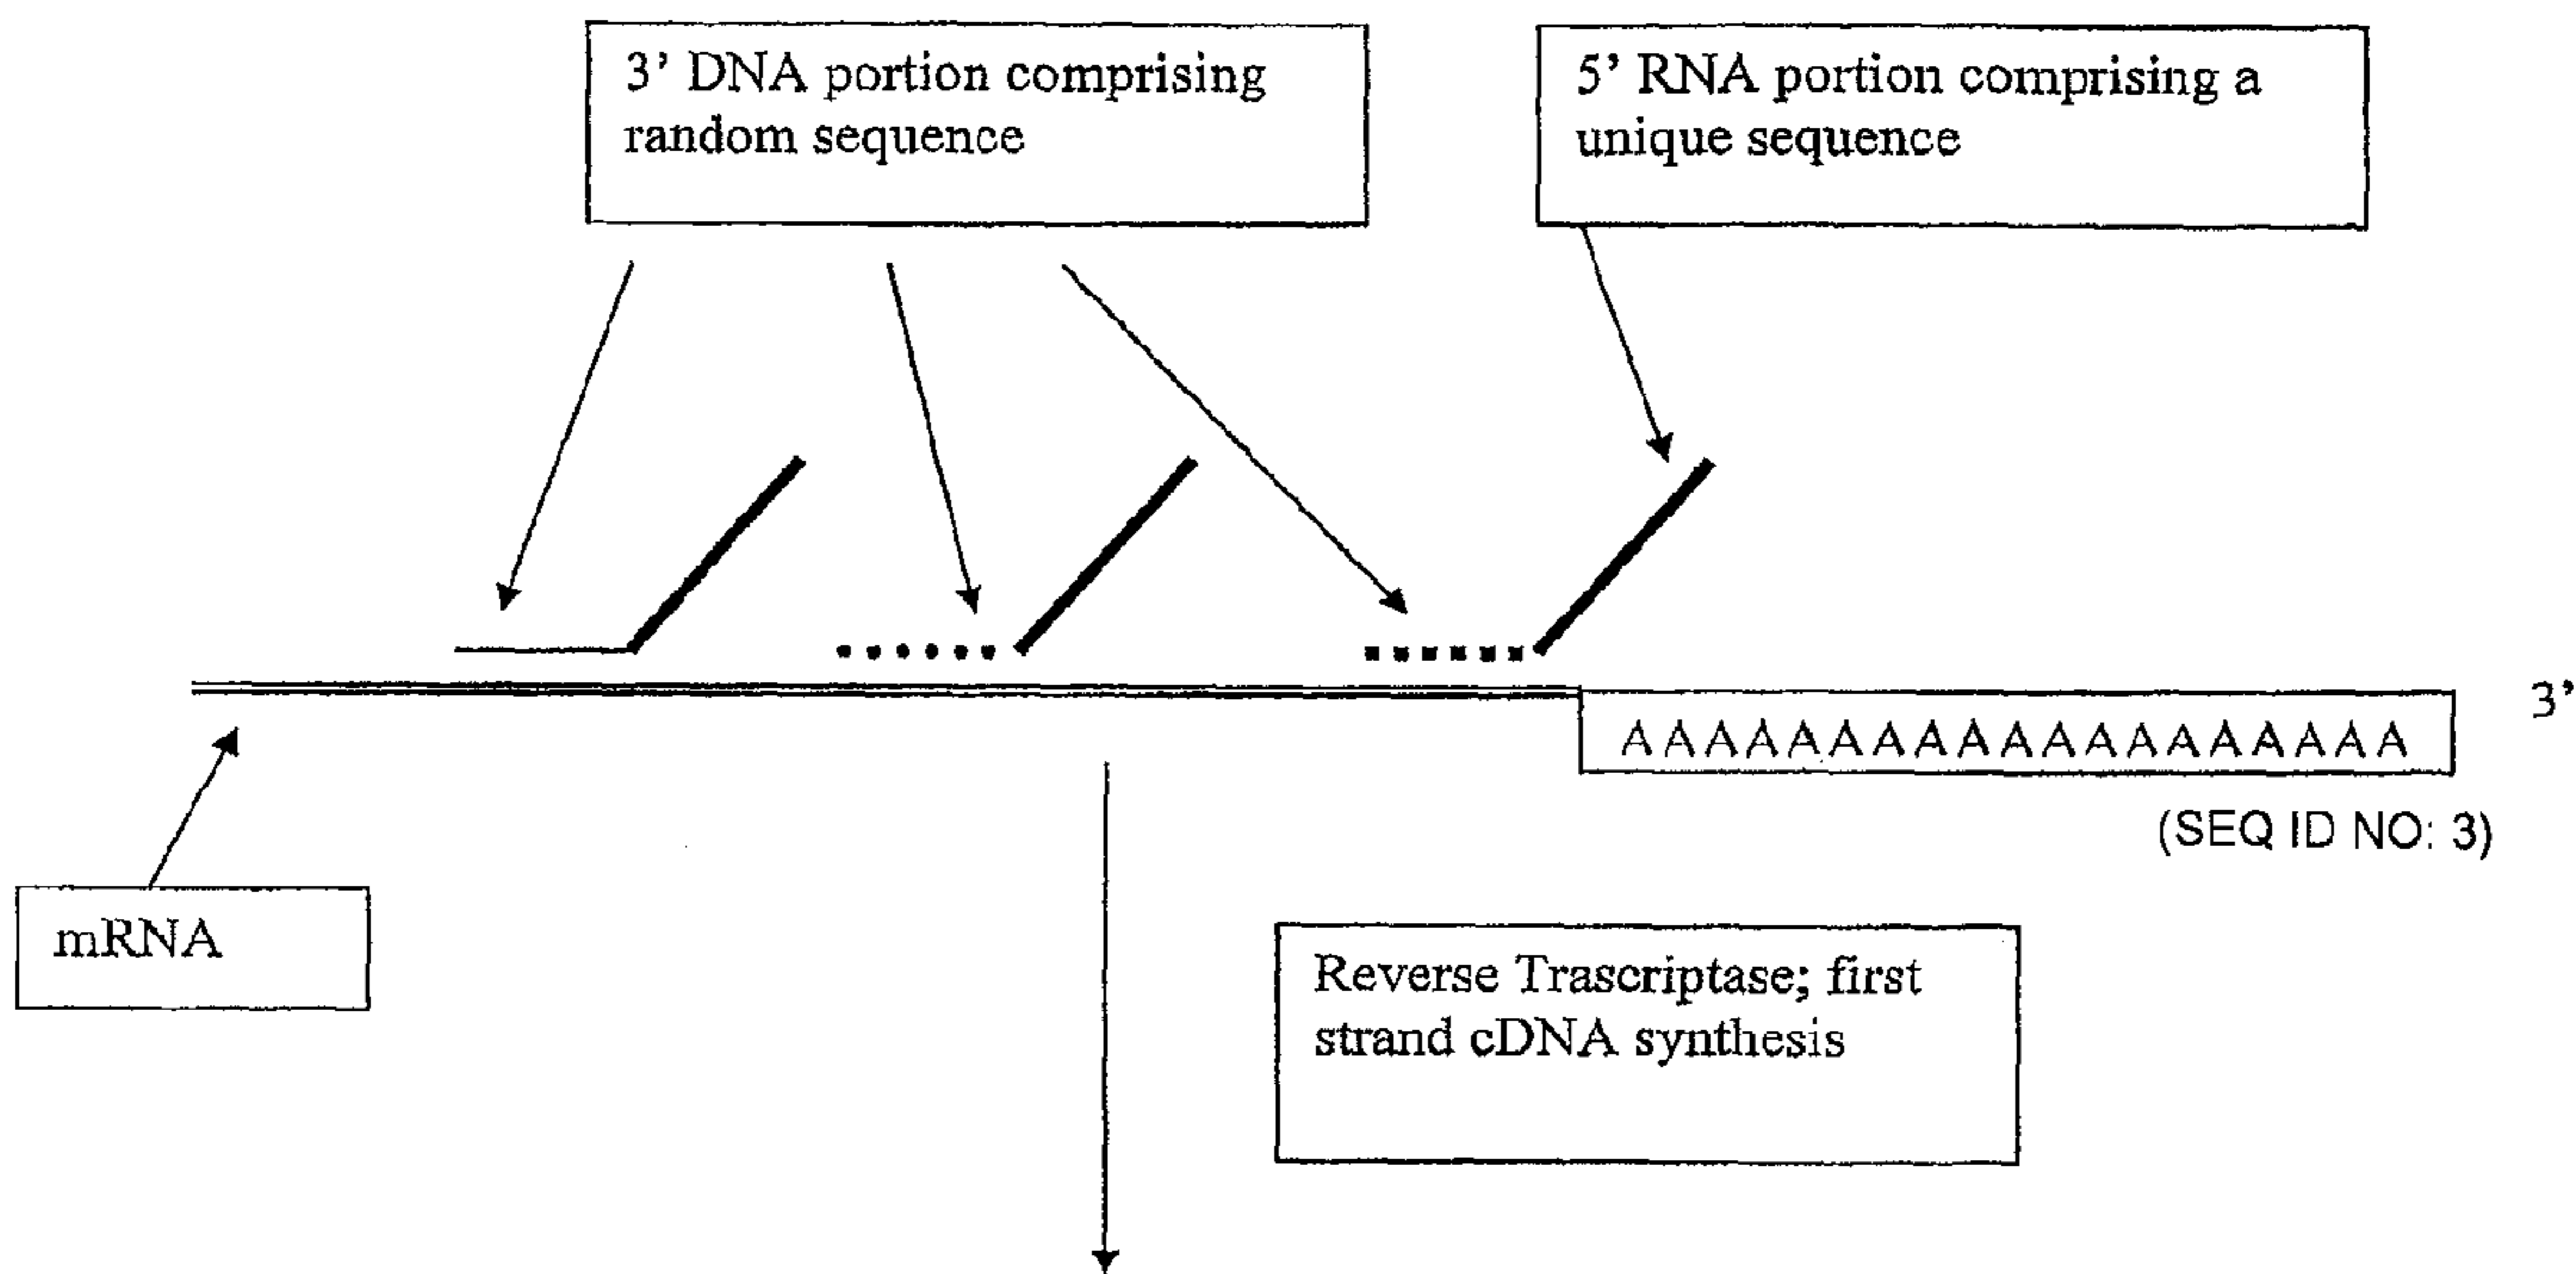 3’ DNA portion comprising
random sequence
5’ RNA portion comprising a
unique sequence
3’
A A A A A A A A A A A A A A A A A A A
(SEQ ID NO: 3)
mRNA
Reverse Trascriptase; first
strand cDNA synthesis